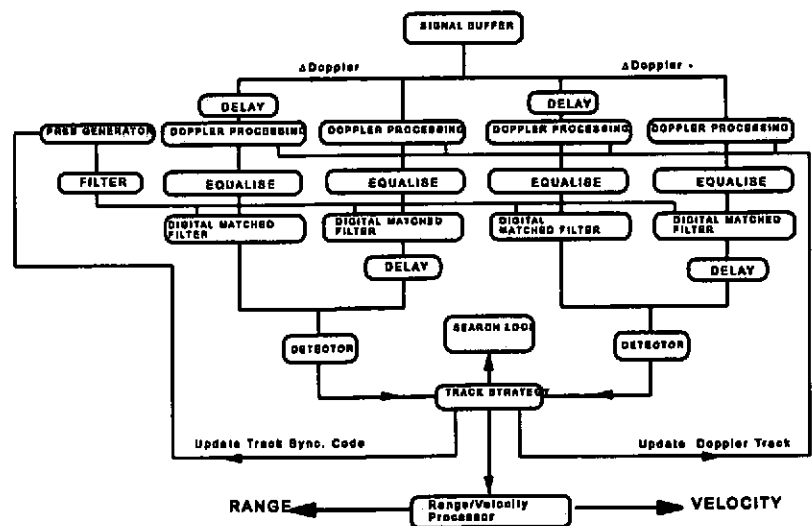 SIGNAL BUFFER
ΔDoppler
ΔDoppler -
DELAY
DELAY
PRBS GENERATOR
DOPPLER PROCESSING
DOPPLER PROCESSING
DOPPLER PROCESSING
DOPPLER PROCESSING
FILTER
EQUALISE
EQUALISE
EQUALISE
EQUALISE
DIGITAL MATCHED
FILTER
DIGITAL MATCHED
FILTER
DIGITAL
MATCHED FILTER
DIGITAL MATCHED
FILTER
DELAY
DELAY
SEARCH LOGI
DETECTOR
DETECTOR
TRACK STRATEGY
Update Track Sync. Code
Update Doppler Track
RANGE
Range/Velocity
Processor
VELOCITY